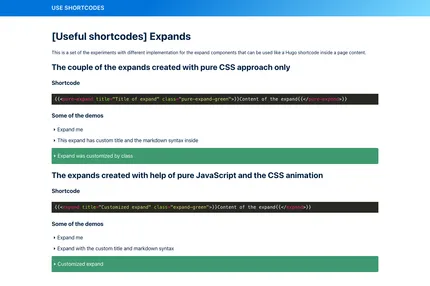 USE SHORTCODES
[Useful shortcodes] Expands
This is a set of the experiments with different implementation for the expand components that can be used like a Hugo shortcode inside a page content.
The couple of the expands created with pure CSS approach only
Shortcode
{{<pure-expand title="Title of expand" class="pure-expand-green">}}Content of the expand{{</pure-expand>}}
Some of the demos
Expand me
This expand has custom title and the markdown syntax inside
Expand was customized by class
The expands created with help of pure JavaScript and the CSS animation
Shortcode
{{<expand title="Customized expand" class="expand-green">}}Content of the expand{{</expand>}}
Some of the demos
Expand me
Expand with the custom title and markdown syntax
Customized expand